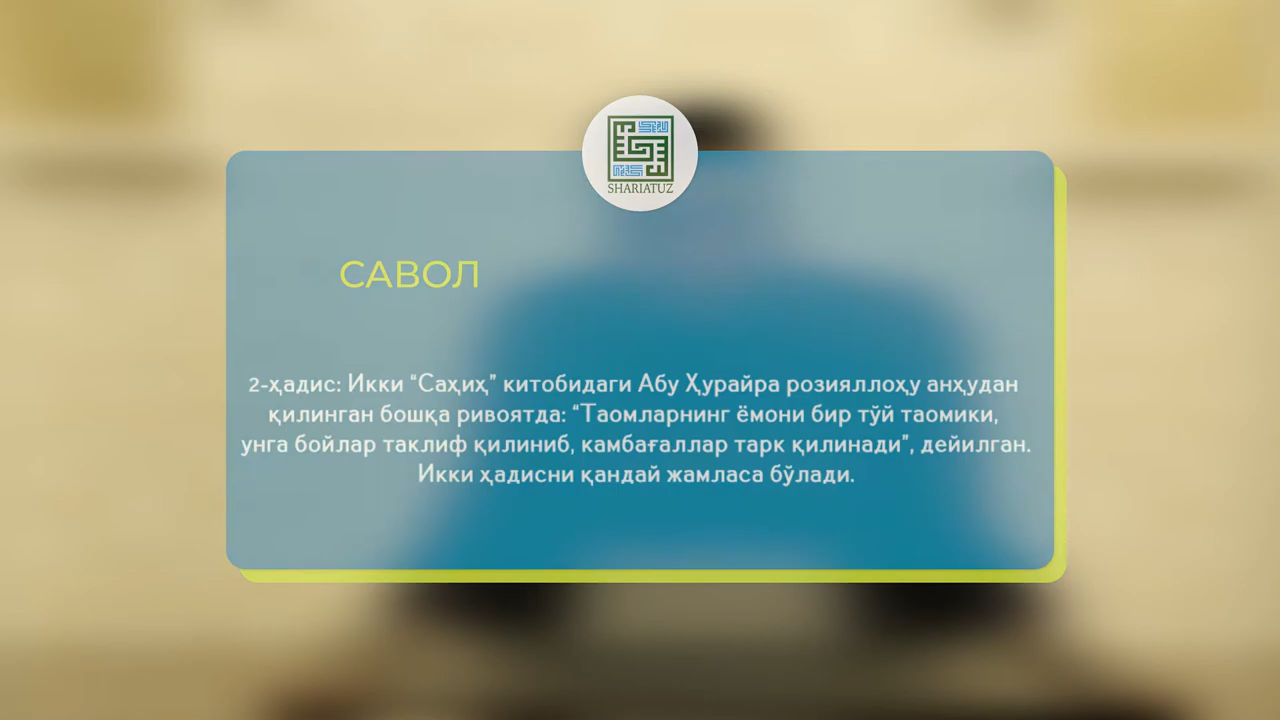 SHARIATUZ
САВОЛ
2-ҳадис: Икки “Саҳиҳ” китобидаги Абу Ҳурайра розияллоҳу анҳудан
қилинган бошқа ривоятда: “Таомларнинг ёмони бир тўй таомики,
унга бойлар таклиф қилиниб, камбағаллар тарк қилинади”, дейилган.
Икки ҳадисни қандай жамласа бўлади.